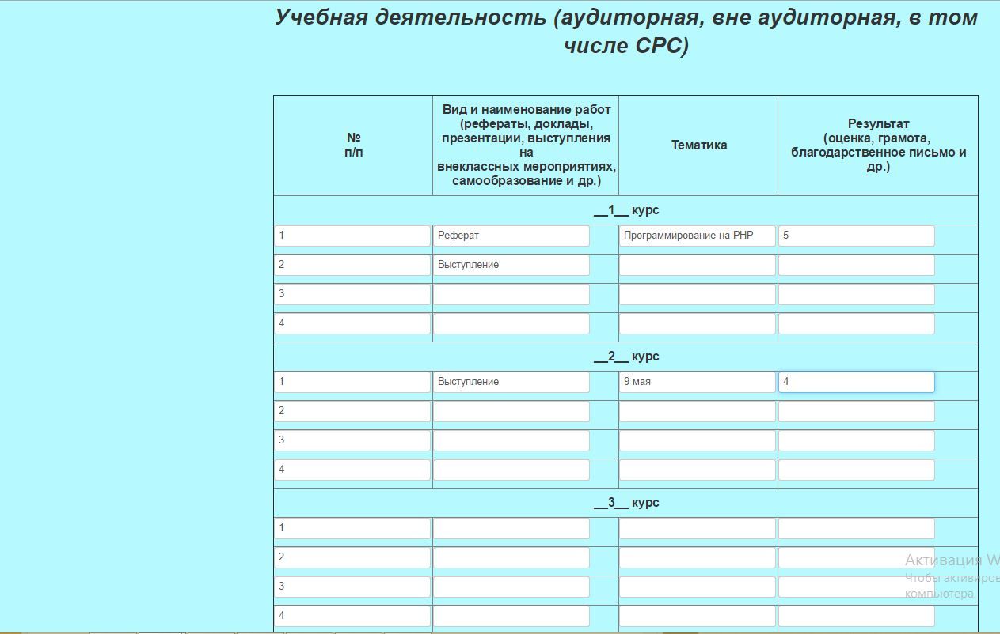 Учебная деятельность (аудиторная, вне аудиторная, в том
числе СРС)
№
п/п
Вид и наименование работ
(рефераты, доклады,
презентации, выступления
на
внеклассных мероприятиях,
самообразование и др.)
Тематика
Результат
(оценка, грамота,
благодарственное письмо и
др.)
__1__ курс
1 Реферат Программирование на PHP 5
2 Выступление
3
4
__2__ курс
1 Выступление 9 мая 4
2
3
4
__3__ курс
1
2
3
4
Активация W
Чтобы активиров
компьютера.